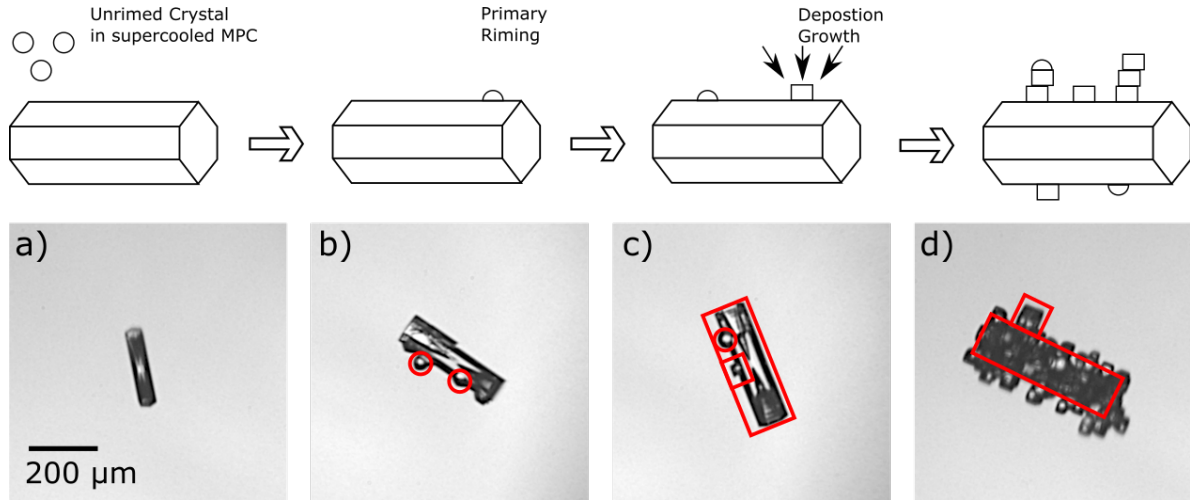 Unrimed Crystal
in supercooled MPC
Primary
Riming
Depostion
Growth
a)
b)
c)
d)
200 µm